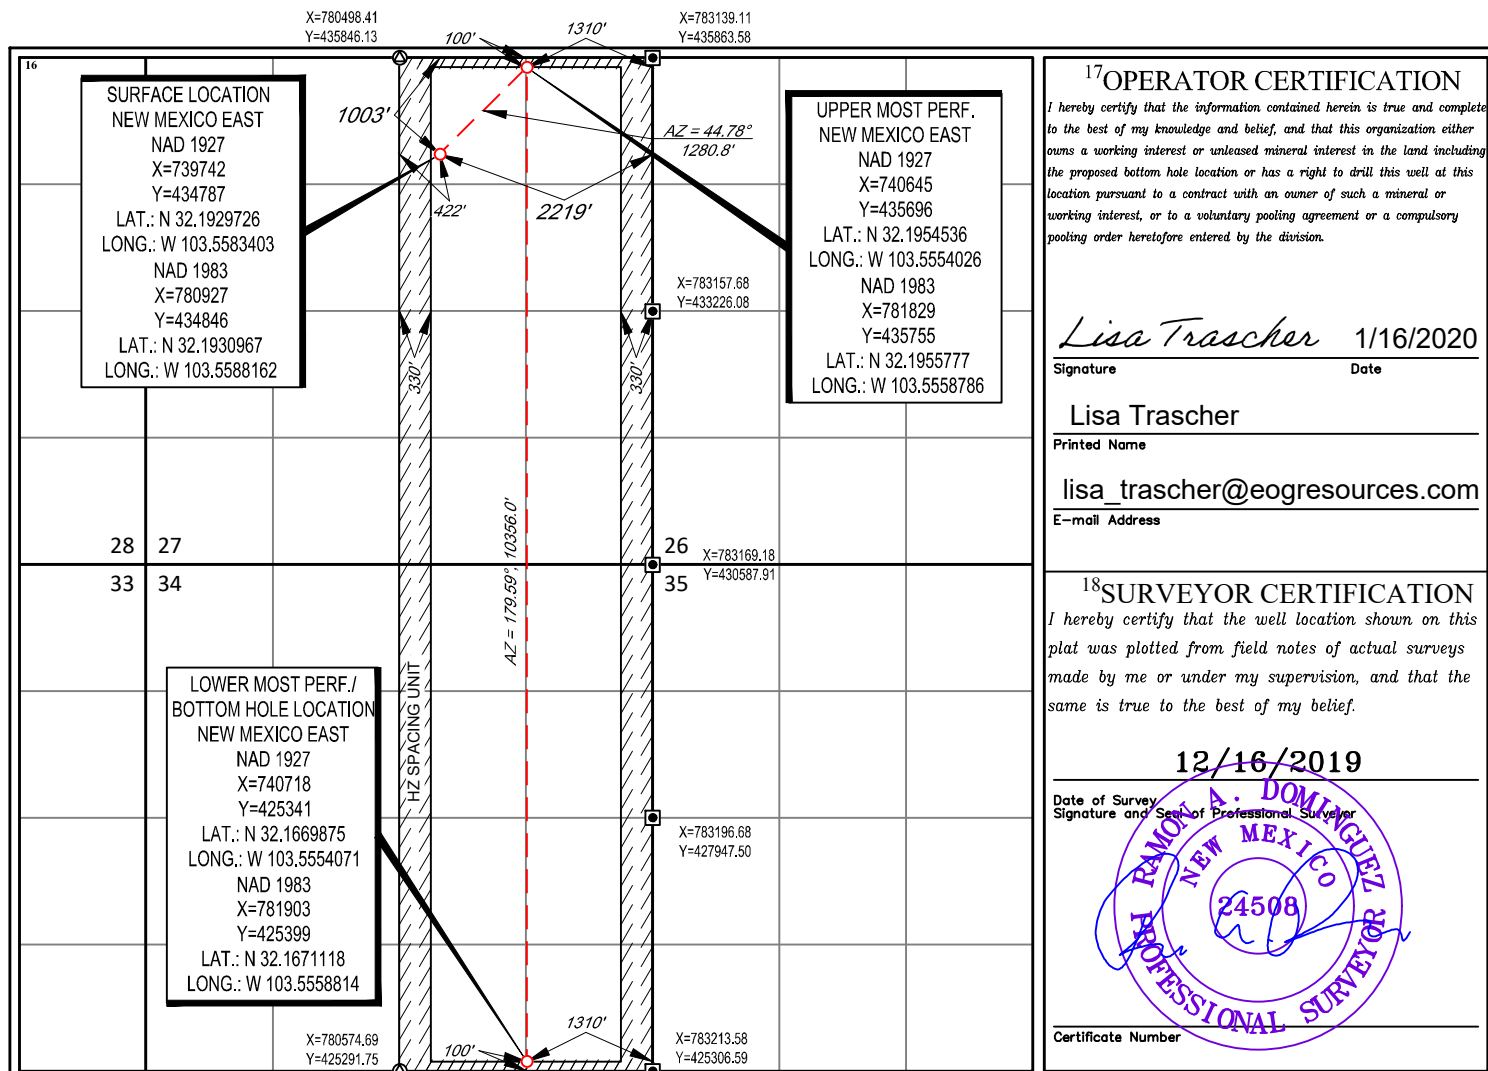 X=780498.41
Y=435846.13
100'
1310'
X=783139.11
Y=435863.58
16
SURFACE LOCATION
NEW MEXICO EAST
NAD 1927
X=739742
Y=434787
LAT.: N 32.1929726
LONG.: W 103.5583403
NAD 1983
X=780927
Y=434846
LAT.: N 32.1930967
LONG.: W 103.5588162
1003'
422'
2219'
AZ = 44.78°
1280.8'
UPPER MOST PERF.
NEW MEXICO EAST
NAD 1927
X=740645
Y=435696
LAT.: N 32.1954536
LONG.: W 103.5554026
NAD 1983
X=781829
Y=435755
LAT.: N 32.1955777
LONG.: W 103.5558786
X=783157.68
Y=433226.08
330'
330'
AZ = 179.59°, 10356.0'
28 27
33 34
26
35
X=783169.18
Y=430587.91
HZ SPACING UNIT
LOWER MOST PERF./
BOTTOM HOLE LOCATION
NEW MEXICO EAST
NAD 1927
X=740718
Y=425341
LAT.: N 32.1669875
LONG.: W 103.5554071
NAD 1983
X=781903
Y=425399
LAT.: N 32.1671118
LONG.: W 103.5558814
X=783196.68
Y=427947.50
X=780574.69
Y=425291.75
100'
1310'
X=783213.58
Y=425306.59
17 OPERATOR CERTIFICATION
I hereby certify that the information contained herein is true and complete
to the best of my knowledge and belief, and that this organization either
owns a working interest or unleased mineral interest in the land including
the proposed bottom hole location or has a right to drill this well at this
location pursuant to a contract with an owner of such a mineral or
working interest, or to a voluntary pooling agreement or a compulsory
pooling order heretofore entered by the division.
Lisa Trascher 1/16/2020
Signature Date
Lisa Trascher
Printed Name
lisa_trascher@eogresources.com
E-mail Address
18 SURVEYOR CERTIFICATION
I hereby certify that the well location shown on this
plat was plotted from field notes of actual surveys
made by me or under my supervision, and that the
same is true to the best of my belief.
12/16/2019
Date of Survey
Signature and Seal of Professional Surveyor
RAMON A. DOMINGUEZ
NEW MEXICO
24508
PROFESSIONAL SURVEYOR
Certificate Number